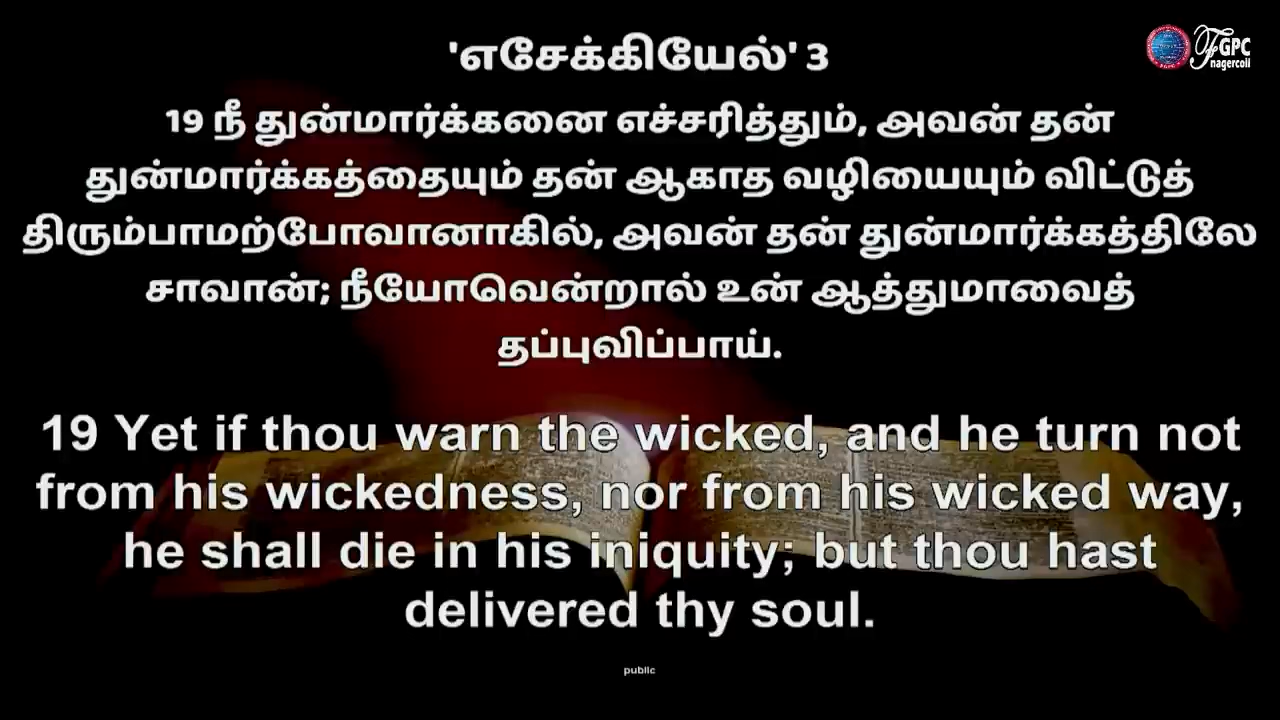 'எசேக்கியேல்' 3
FGPC
nagercoil
19 நீ துன்மார்க்கனை எச்சரித்தும், அவன் தன்
துன்மார்க்கத்தையும் தன் ஆகாத வழியையும் விட்டுத்
திரும்பாமற்போவானாகில், அவன் தன் துன்மார்க்கத்திலே
சாவான்; நீயோவென்றால் உன் ஆத்துமாவைத்
தப்புவிப்பாய்.
19 Yet if thou warn the wicked, and he turn not
from his wickedness, nor from his wicked way,
he shall die in his iniquity; but thou hast
delivered thy soul.
public